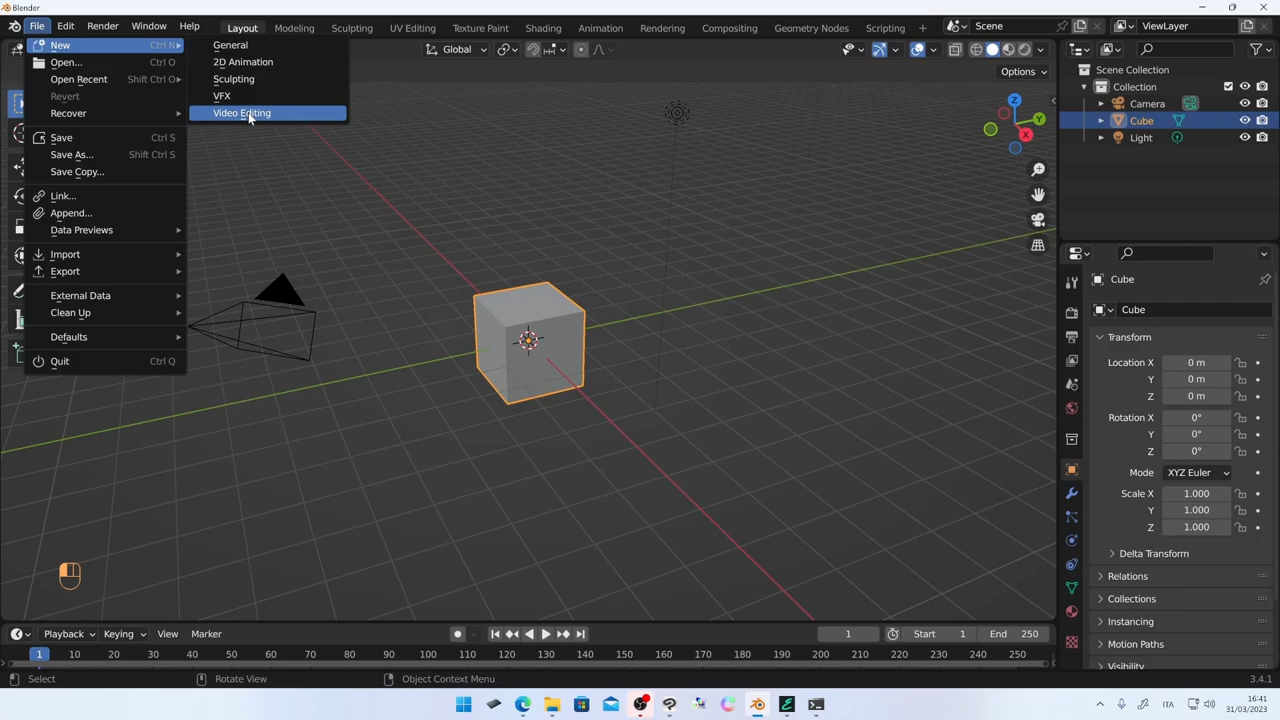 Blender
File Edit Render Window Help Layout Modeling Sculpting UV Editing Texture Paint Shading Animation Rendering Compositing Geometry Nodes Scripting + Scene ViewLayer
New Ctrl N
Open... Ctrl O
Open Recent Shift Ctrl O
Revert
Recover
Save Ctrl S
Save As... Shift Ctrl S
Save Copy...
Link...
Append...
Data Previews
Import
Export
External Data
Clean Up
Defaults
Quit Ctrl Q
General
2D Animation
Sculpting
VFX
Video Editing
Global
Options
Z
Y
X
Scene Collection
Collection
Camera
Cube
Light
Cube
Cube
Transform
Location X 0 m
Y 0 m
Z 0 m
Rotation X 0°
Y 0°
Z 0°
Mode XYZ Euler
Scale X 1.000
Y 1.000
Z 1.000
Delta Transform
Relations
Collections
Instancing
Motion Paths
Visibility
Playback Keying View Marker 1 Start 1 End 250
1 10 20 30 40 50 60 70 80 90 100 110 120 130 140 150 160 170 180 190 200 210 220 230 240 250
Select Rotate View Object Context Menu 3.4.1
ITA 16:41
31/03/2023